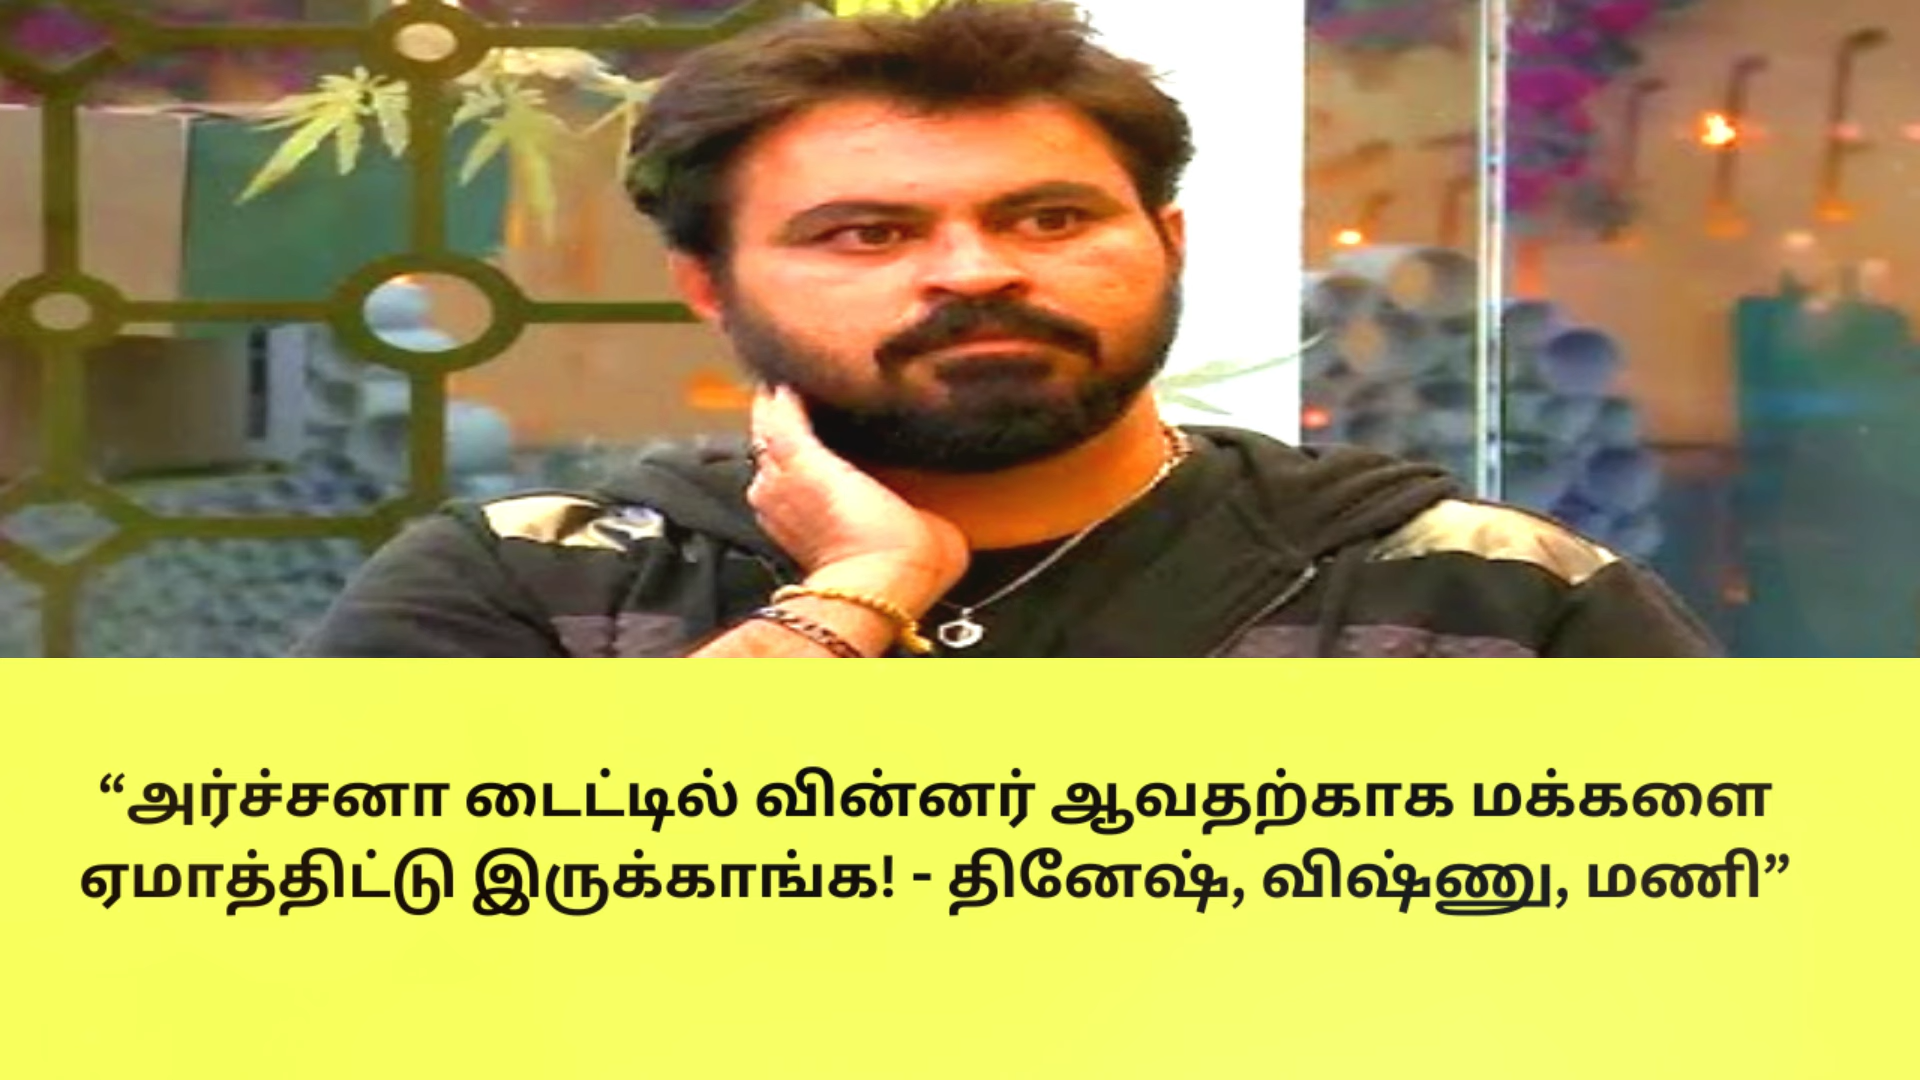 “அர்ச்சனா டைட்டில் வின்னர் ஆவதற்காக மக்களை
ஏமாத்திட்டு இருக்காங்க! - தினேஷ், விஷ்ணு, மணி”